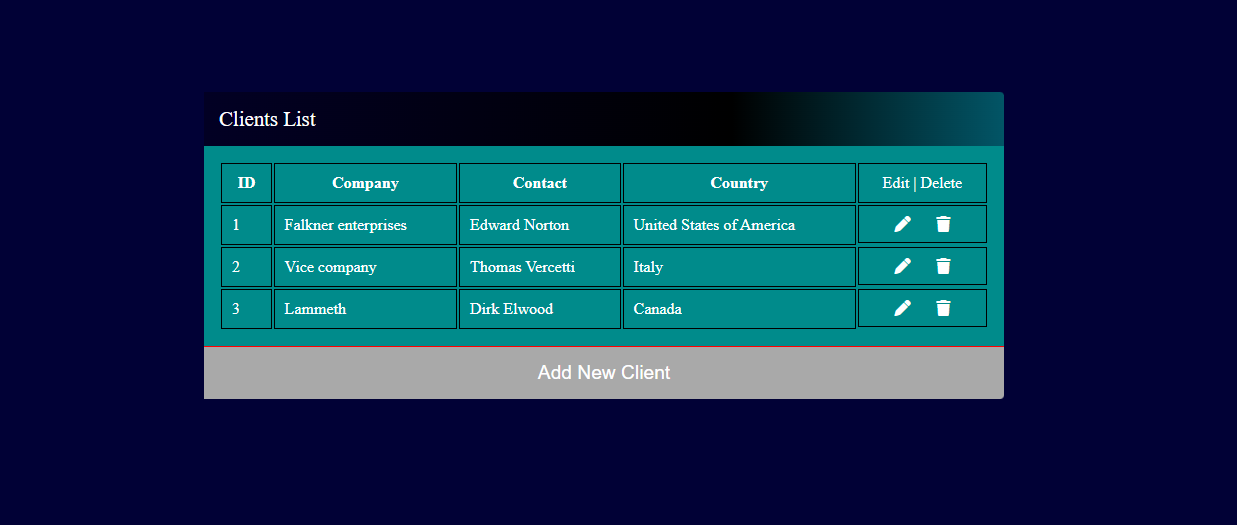 Clients List
ID Company Contact Country Edit | Delete
1 Falkner enterprises Edward Norton United States of America
2 Vice company Thomas Vercetti Italy
3 Lammeth Dirk Elwood Canada
Add New Client